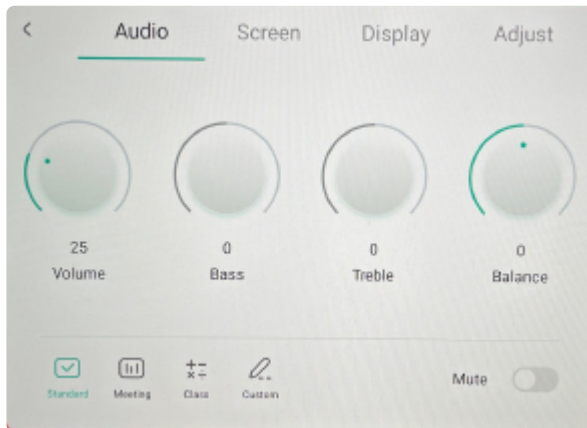 Audio Screen Display Adjust
25 0 0 0
Volume Bass Treble Balance
Standard Meeting Class Custom Mute